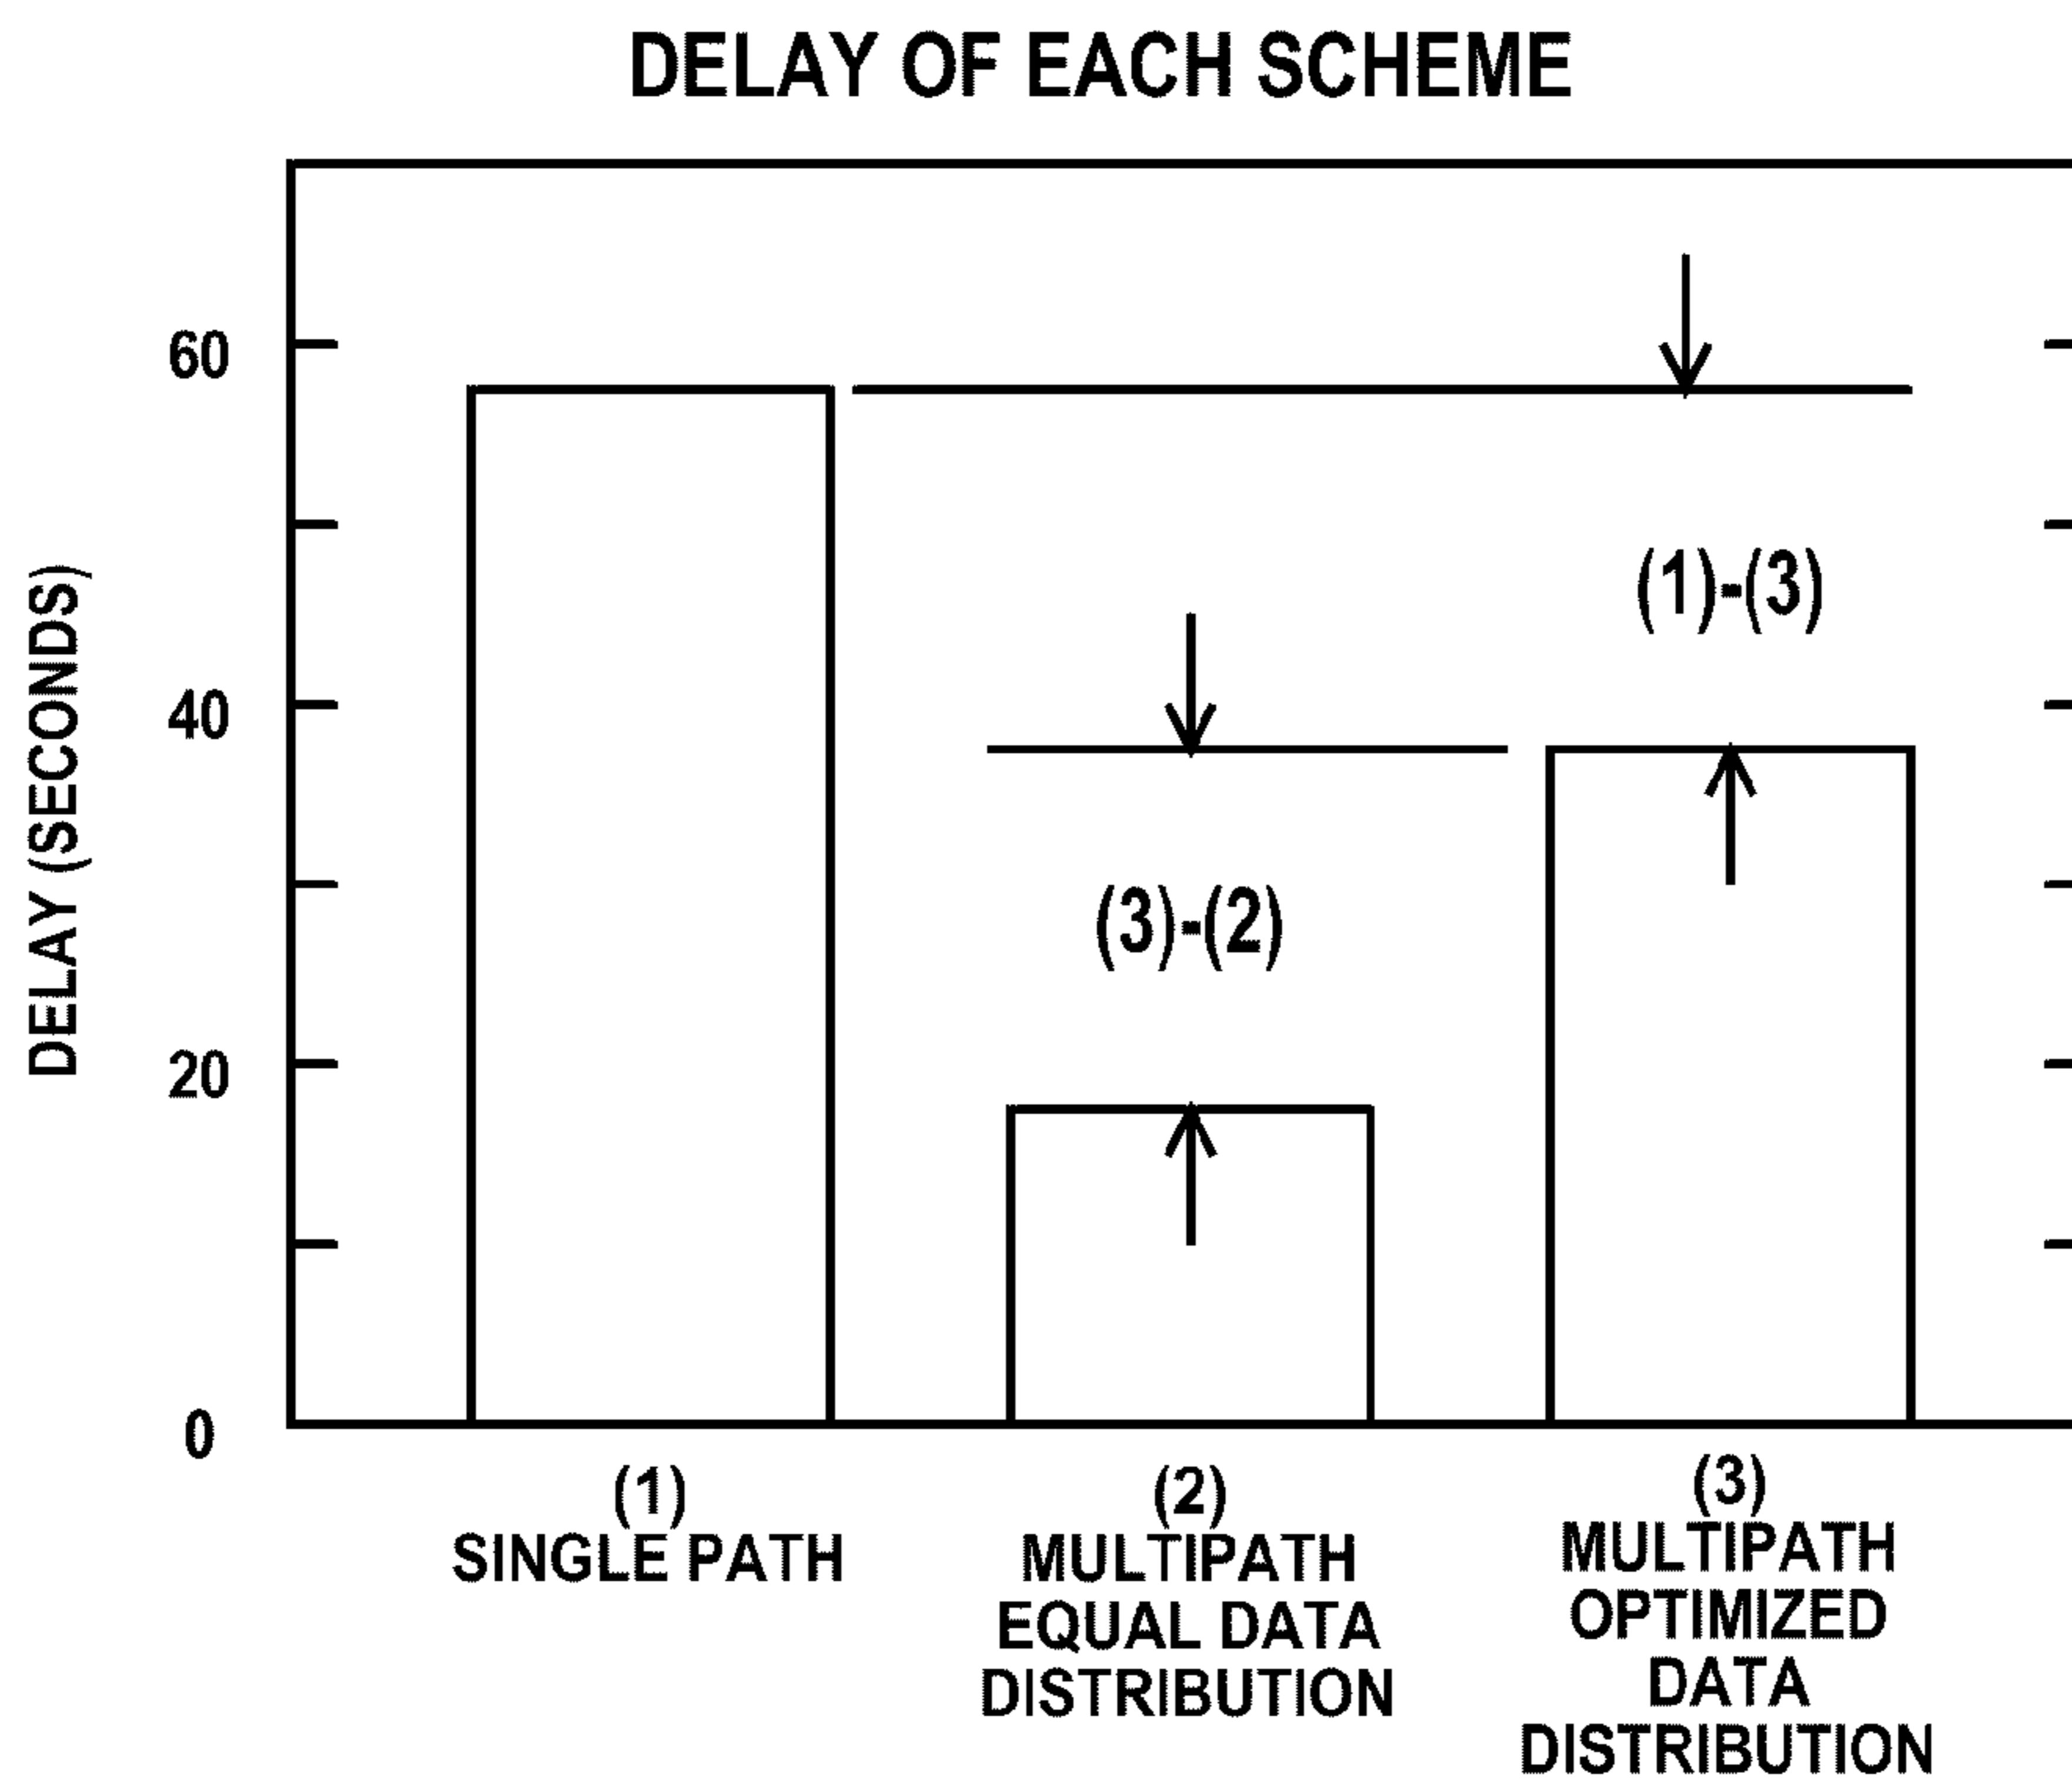 DELAY OF EACH SCHEME
DELAY (SECONDS)
60
40
20
0
(1)-(3)
(3)-(2)
(1)
SINGLE PATH
(2)
MULTIPATH
EQUAL DATA
DISTRIBUTION
(3)
MULTIPATH
OPTIMIZED
DATA
DISTRIBUTION